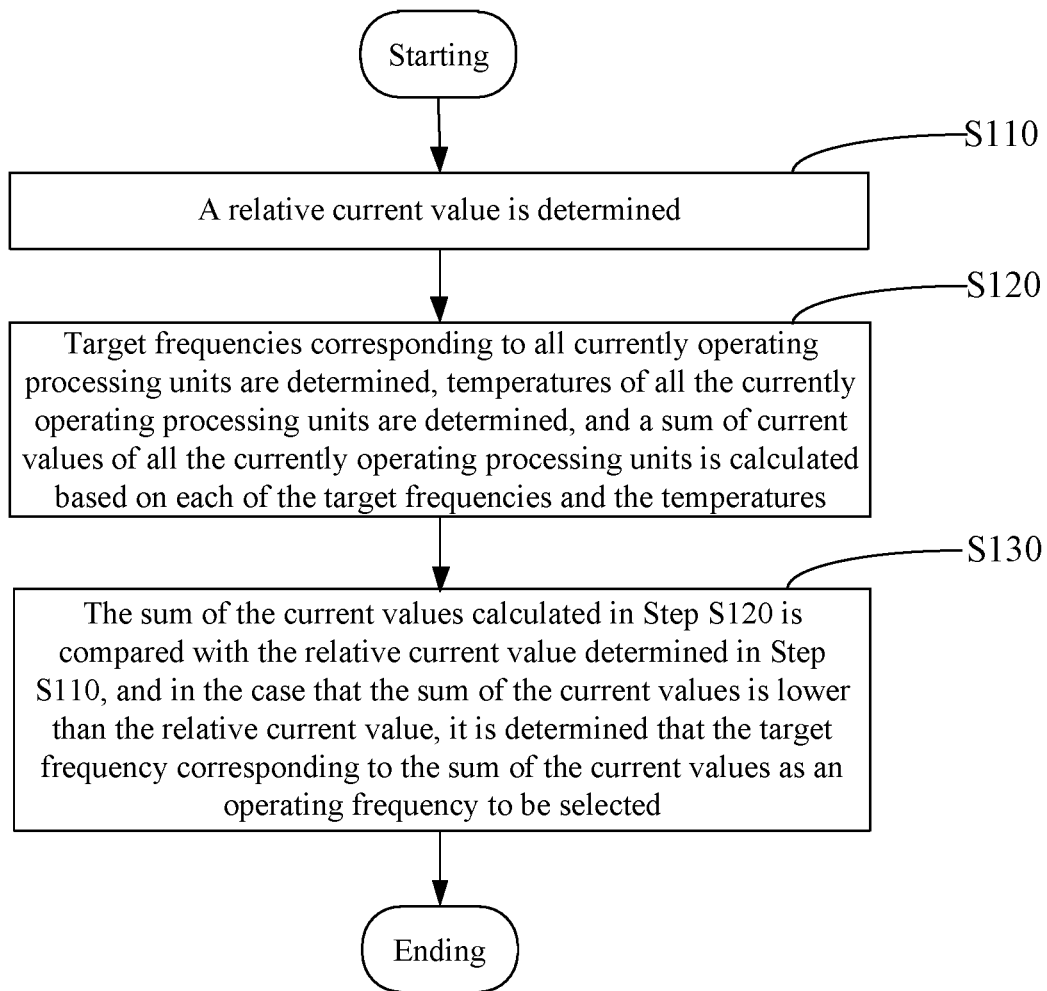 Starting
S110
A relative current value is determined
S120
Target frequencies corresponding to all currently operating
processing units are determined, temperatures of all the currently
operating processing units are determined, and a sum of current
values of all the currently operating processing units is calculated
based on each of the target frequencies and the temperatures
S130
The sum of the current values calculated in Step S120 is
compared with the relative current value determined in Step
S110, and in the case that the sum of the current values is lower
than the relative current value, it is determined that the target
frequency corresponding to the sum of the current values as an
operating frequency to be selected
Ending